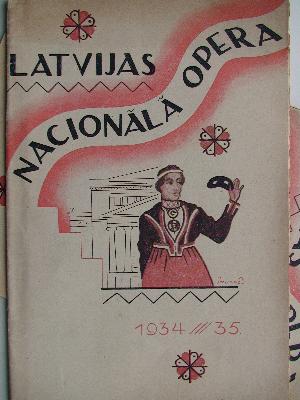 LATVIJAS
NACIONĀLĀ OPERA
1934///35.